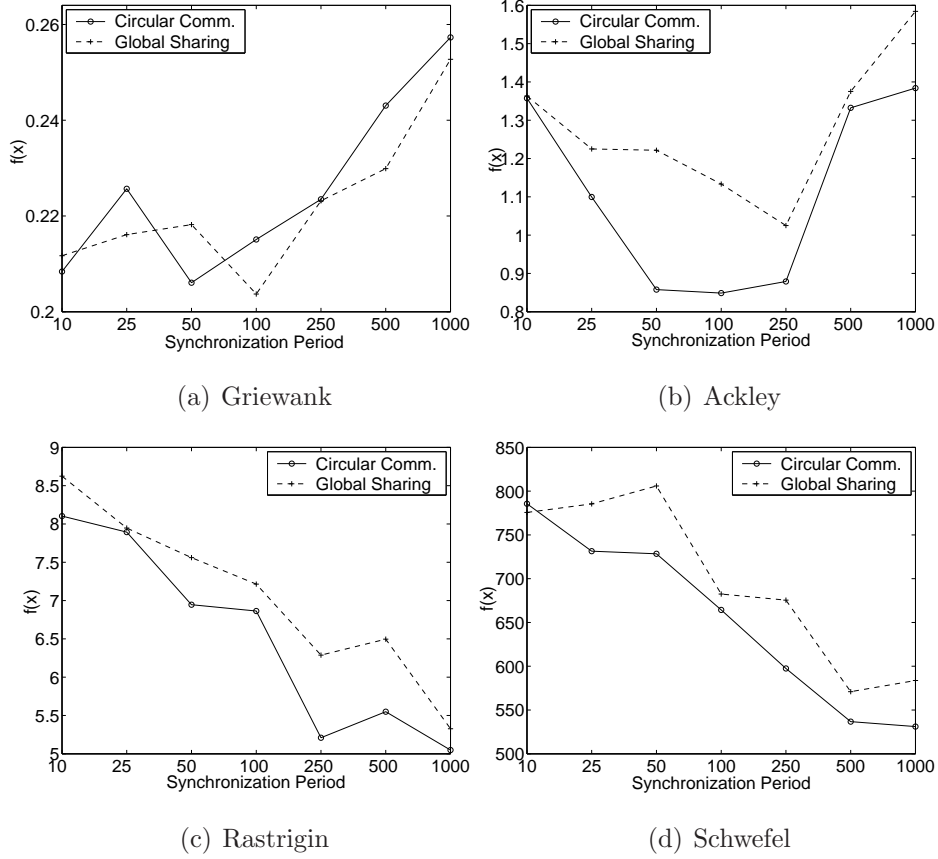 0.26
0.24
0.22
0.2
f(x)
Circular Comm.
Global Sharing
10 25 50 100 250 500 1000
Synchronization Period
(a) Griewank
1.6
1.5
1.4
1.3
1.2
1.1
1
0.9
0.8
f(x)
Circular Comm.
Global Sharing
10 25 50 100 250 500 1000
Synchronization Period
(b) Ackley
9
8.5
8
7.5
7
6.5
6
5.5
5
f(x)
Circular Comm.
Global Sharing
10 25 50 100 250 500 1000
Synchronization Period
(c) Rastrigin
850
800
750
700
650
600
550
500
f(x)
Circular Comm.
Global Sharing
10 25 50 100 250 500 1000
Synchronization Period
(d) Schwefel